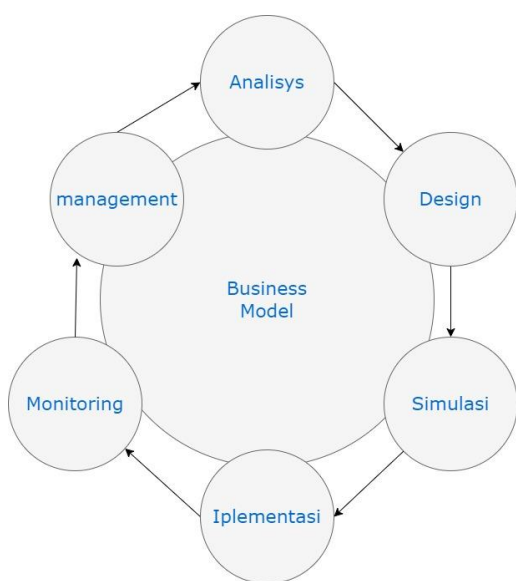 Analisys
Design
Simulasi
Iplementasi
Monitoring
management
Business
Model